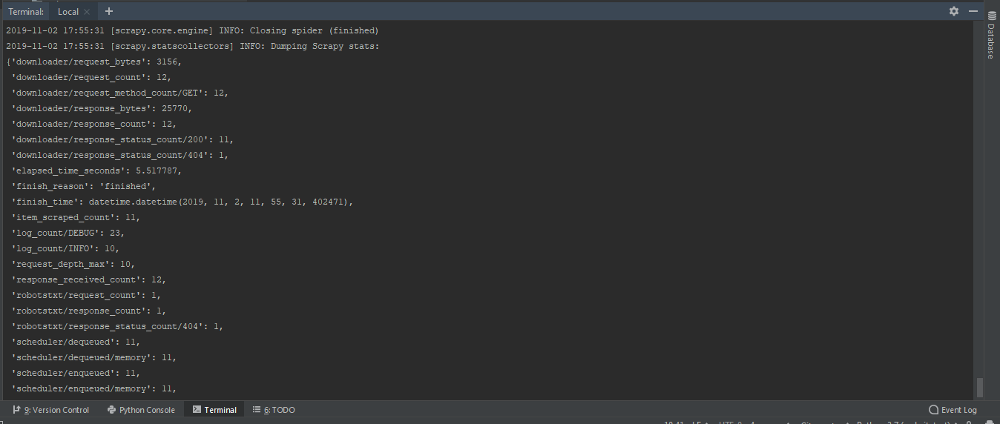 Terminal: Local × +
Database
2019-11-02 17:55:31 [scrapy.core.engine] INFO: Closing spider (finished)
2019-11-02 17:55:31 [scrapy.statscollectors] INFO: Dumping Scrapy stats:
{'downloader/request_bytes': 3156,
'downloader/request_count': 12,
'downloader/request_method_count/GET': 12,
'downloader/response_bytes': 25770,
'downloader/response_count': 12,
'downloader/response_status_count/200': 11,
'downloader/response_status_count/404': 1,
'elapsed_time_seconds': 5.517787,
'finish_reason': 'finished',
'finish_time': datetime.datetime(2019, 11, 2, 11, 55, 31, 402471),
'item_scraped_count': 11,
'log_count/DEBUG': 23,
'log_count/INFO': 10,
'request_depth_max': 10,
'response_received_count': 12,
'robotstxt/request_count': 1,
'robotstxt/response_count': 1,
'robotstxt/response_status_count/404': 1,
'scheduler/dequeued': 11,
'scheduler/dequeued/memory': 11,
'scheduler/enqueued': 11,
'scheduler/enqueued/memory': 11,
9: Version Control Python Console Terminal 6: TODO Event Log